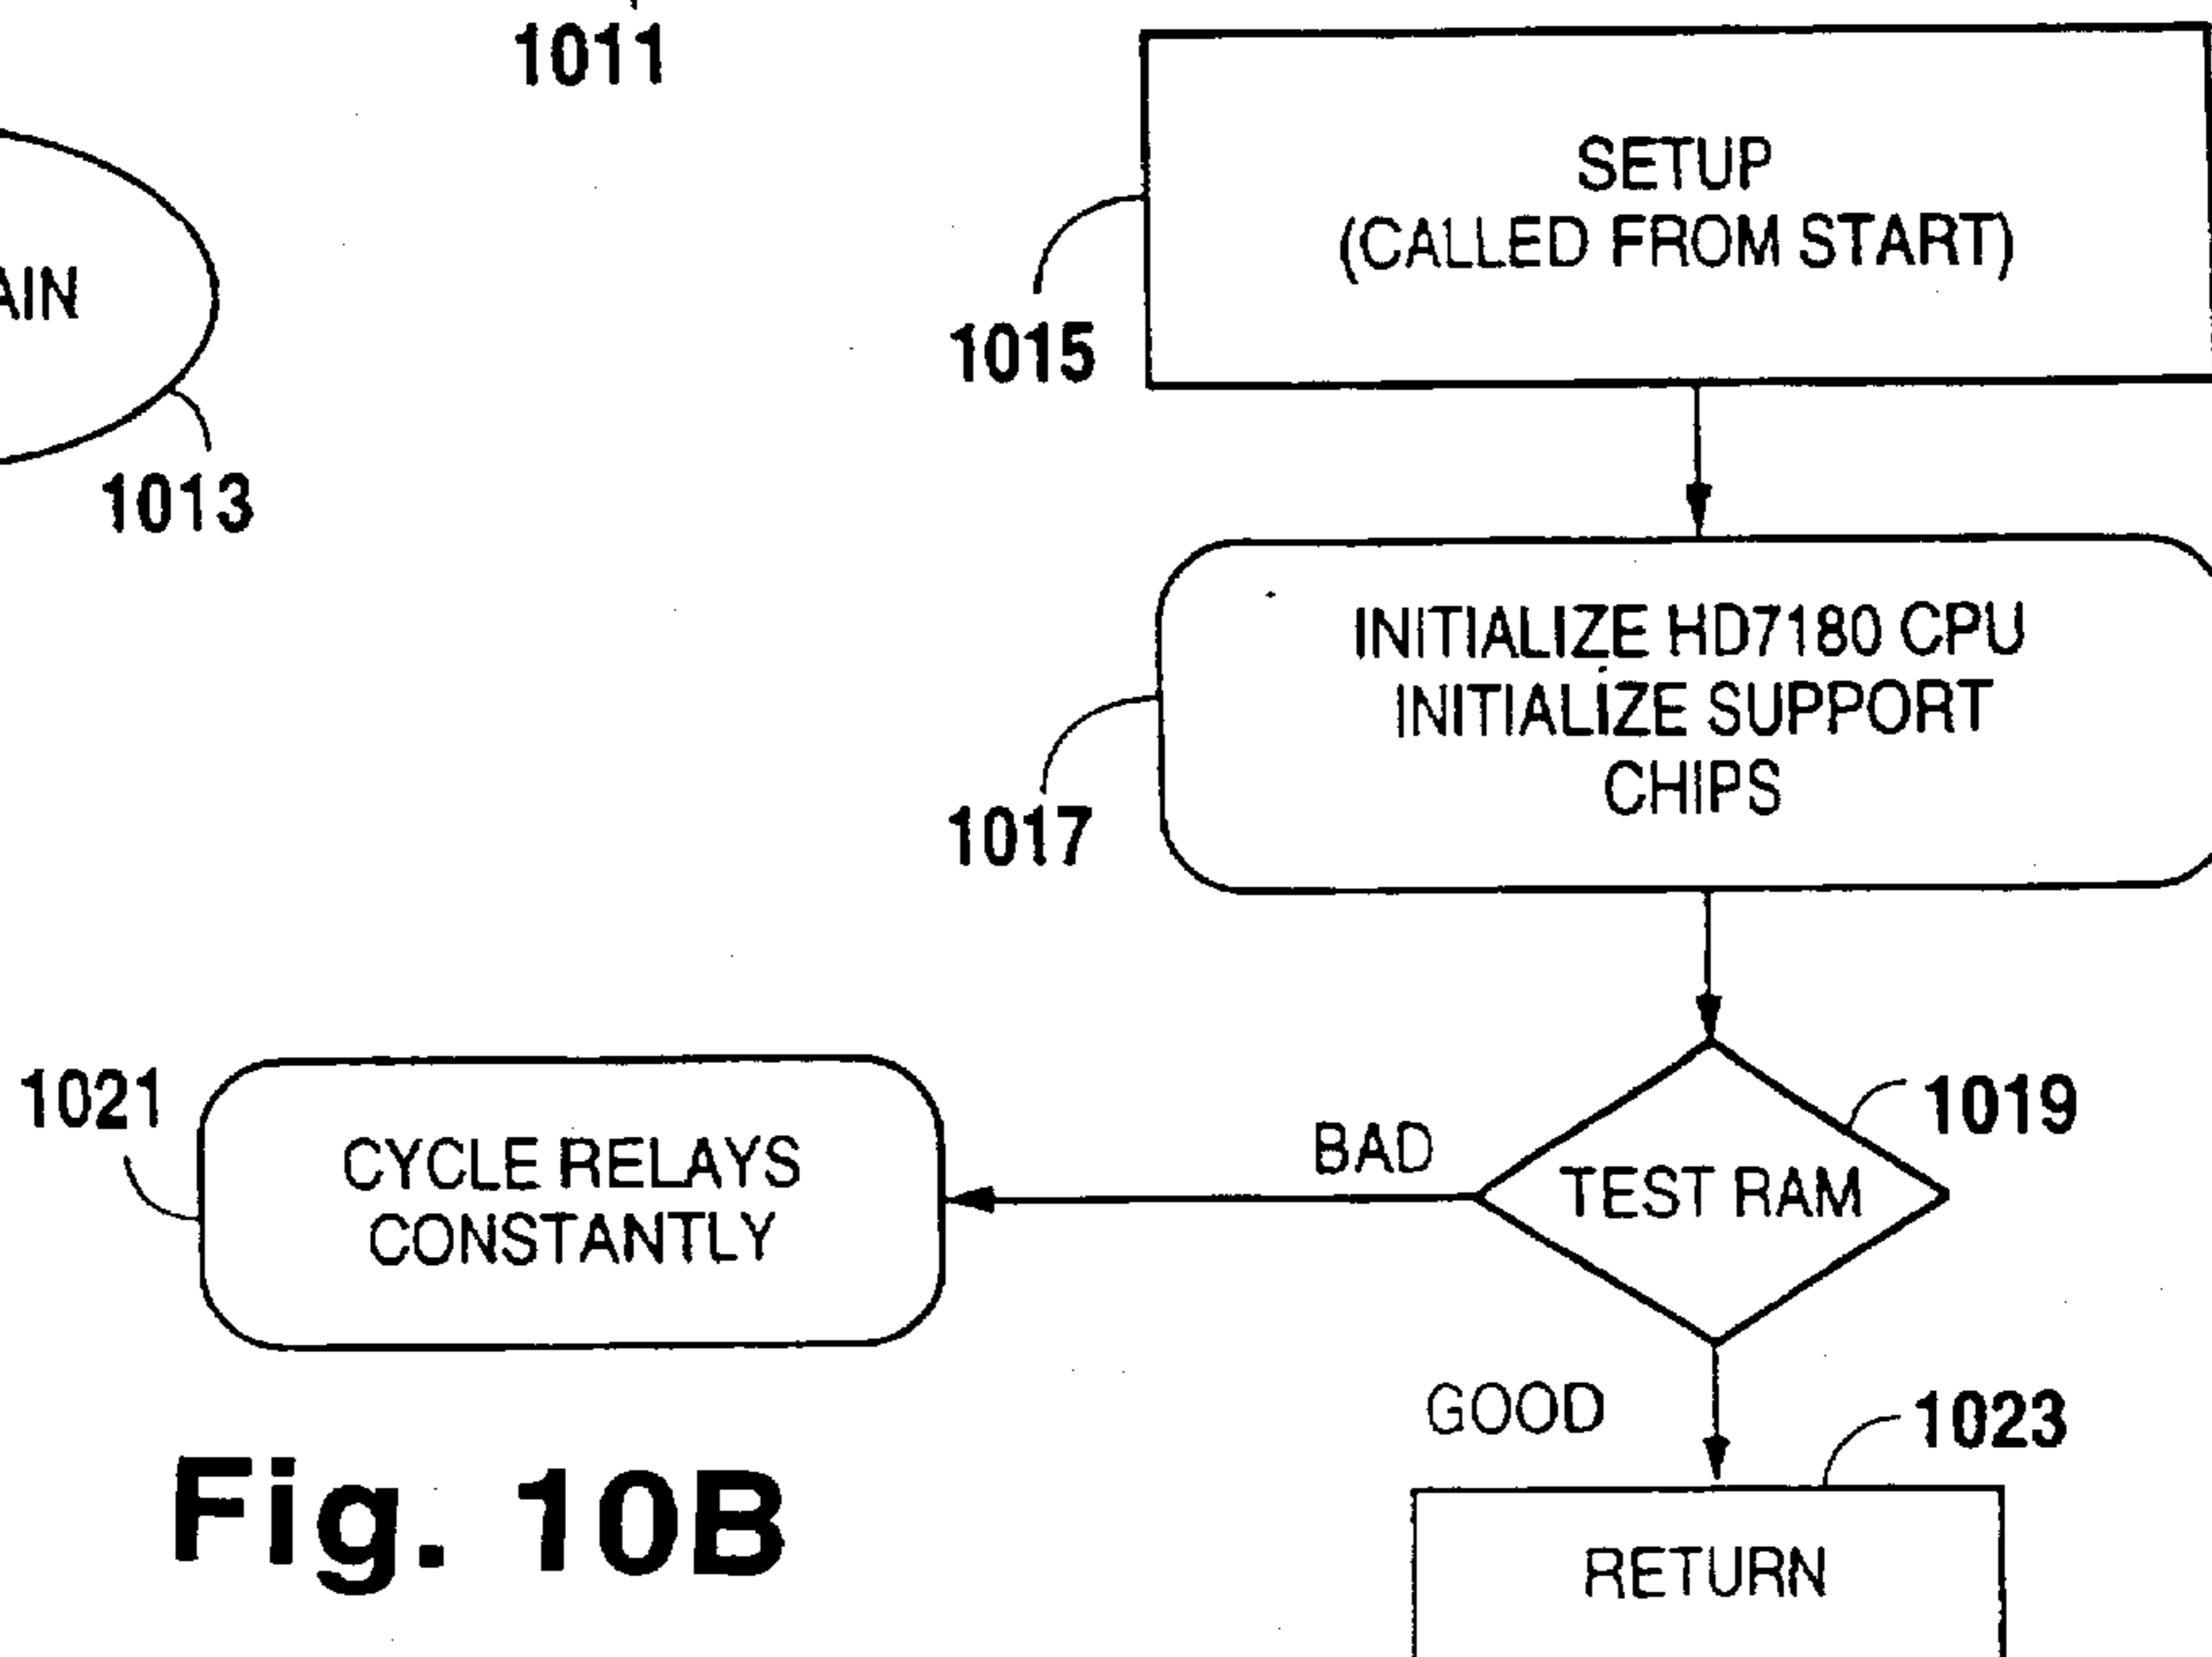 1011
SETUP
(CALLED FROM START)
1015
AIN
1013
INITIALIZE HD7180 CPU
INITIALIZE SUPPORT
CHIPS
1017
1021
CYCLE RELAYS
CONSTANTLY
BAD
1019
TEST RAM
GOOD
1023
RETURN
Fig. 10B